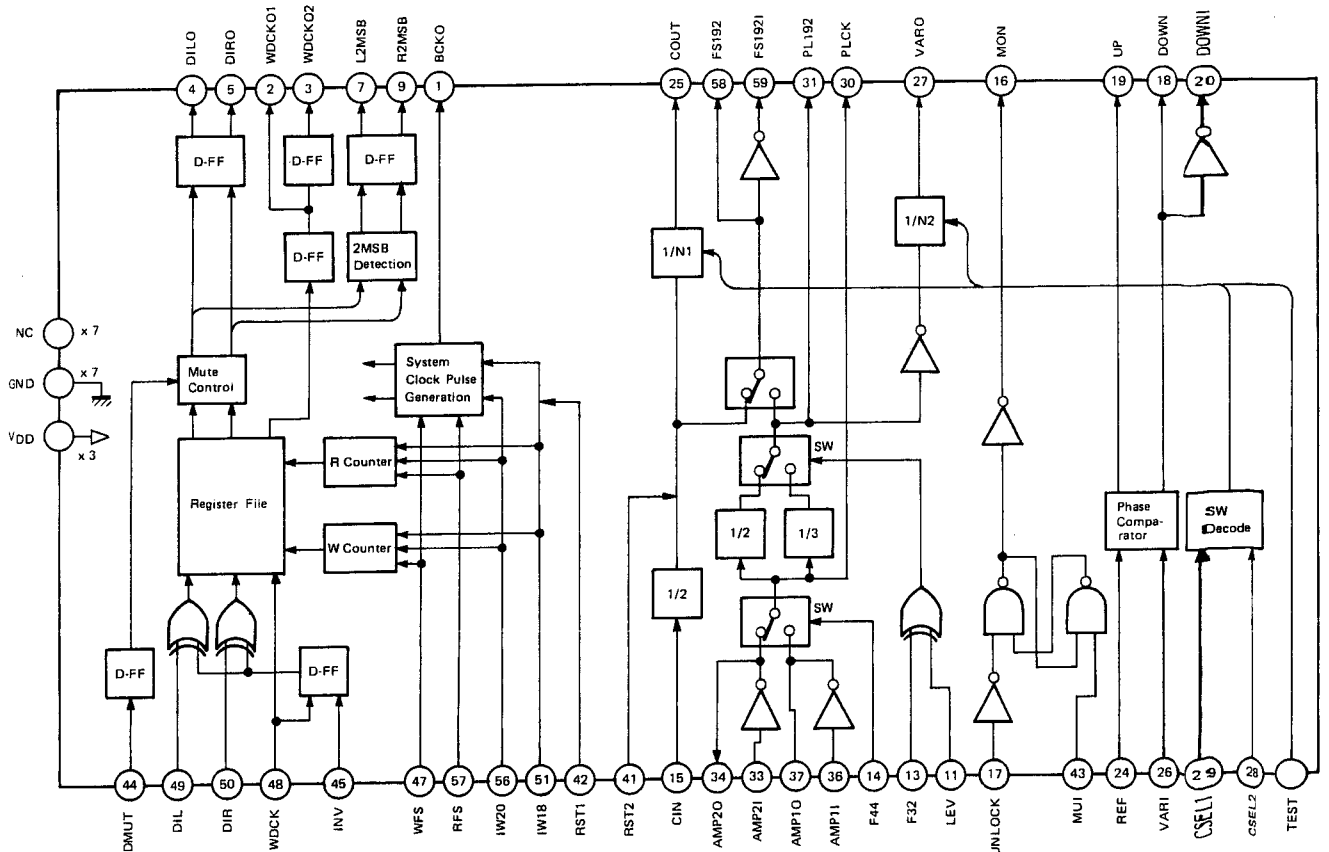 DILO
DIRO
WDCKO1
WDCKO2
L2MSB
R2MSB
BCKO
COUT
FS192
FS192I
PL192
PLCK
VARO
MON
UP
DOWN
DOWNI
4
5
2
3
7
9
1
25
58
59
31
30
27
16
19
18
20
D-FF
D-FF
D-FF
D-FF
2MSB
Detection
1/N1
1/N2
NC
x 7
GND
x 7
VDD
x 3
Mute
Control
System
Clock Pulse
Generation
Register File
R Counter
W Counter
SW
1/2
1/3
1/2
SW
Phase
Compa-
rator
SW
Decode
D-FF
D-FF
44
49
50
48
45
47
57
56
51
42
41
15
34
33
37
36
14
13
11
17
43
24
26
29
28
DMUT
DIL
DIR
WDCK
INV
WFS
RFS
IW20
IW18
RST1
RST2
CIN
AMP2O
AMP2I
AMP1O
AMP1I
F44
F32
LEV
UNLOCK
MUI
REF
VARI
CSEL1
CSEL2
TEST